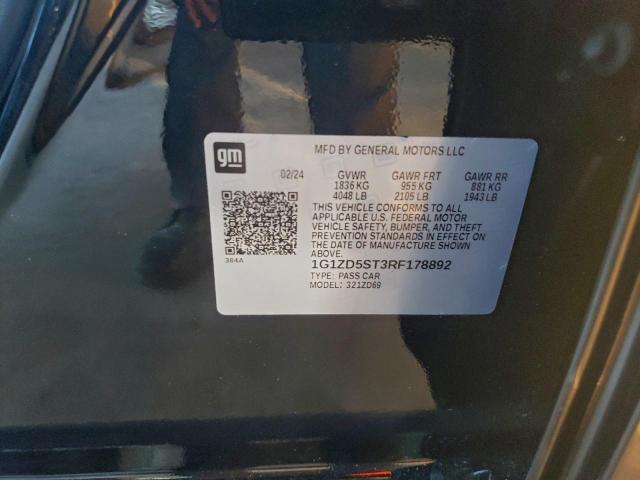 gm
MFD BY GENERAL MOTORS LLC
02/24 GVWR GAWR FRT GAWR RR
1836 KG 955 KG 881 KG
4048 LB 2105 LB 1943 LB
THIS VEHICLE CONFORMS TO ALL
APPLICABLE U.S. FEDERAL MOTOR
VEHICLE SAFETY, BUMPER, AND THEFT
PREVENTION STANDARDS IN EFFECT
ON THE DATE OF MANUFACTURE SHOWN
ABOVE.
384A
1G1ZD5ST3RF178892
TYPE: PASS CAR
MODEL: 321ZD69